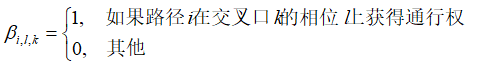 β_{i,l,k} = { 1, 如果路径i在交叉口k的相位l上获得通行权
0, 其他